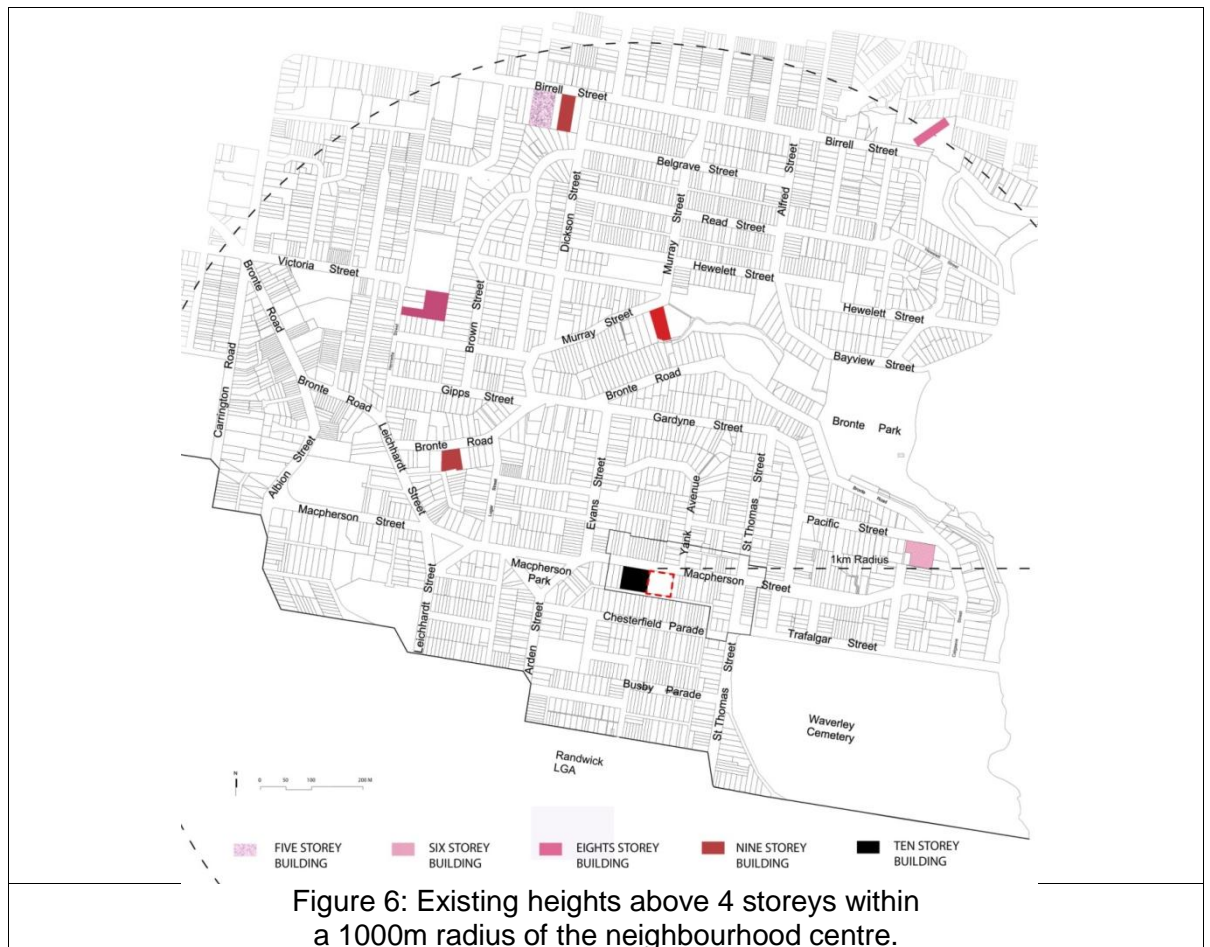 Birrell Street
Birrell Street
Belgrave Street
Alfred Street
Read Street
Dickson Street
Murray Street
Hewelett Street
Victoria Street
Bronte Road
Hewelett Street
Brown Street
Murray Street
Bayview Street
Carrington Road
Bronte Road
Gipps Street
Bronte Road
Gardyne Street
Bronte Park
Leichhardt Street
Bronte Road
Albion Street
Evans Street
Yank Avenue
St Thomas Street
Bronte Road
Macpherson Street
Pacific Street
1km Radius
Macpherson
Park
Macpherson Street
Leichhardt Street
Arden Street
Chesterfield Parade
Trafalgar Street
Busby Parade
St Thomas Street
Waverley
Cemetery
Randwick
LGA
N
0 50 100 200 M
FIVE STOREY
BUILDING
SIX STOREY
BUILDING
EIGHTS STOREY
BUILDING
NINE STOREY
BUILDING
TEN STOREY
BUILDING
Figure 6: Existing heights above 4 storeys within
a 1000m radius of the neighbourhood centre.